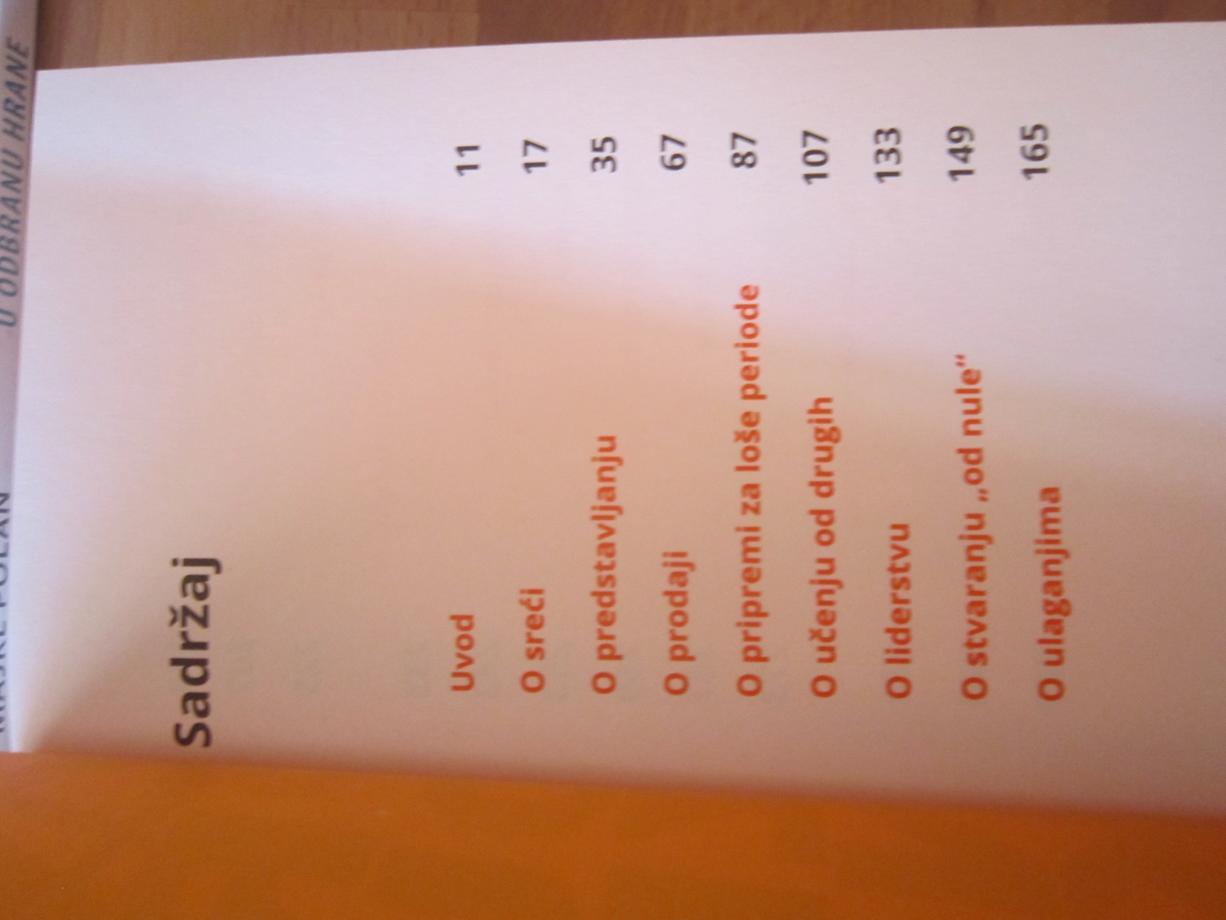 Sadržaj
Uvod 11
O sreći 17
O predstavljanju 35
O prodaji 67
O pripremi za loše periode 87
O učenju od drugih 107
O liderstvu 133
O stvaranju „od nule“ 149
O ulaganjima 165
U ODBRANU HRANE